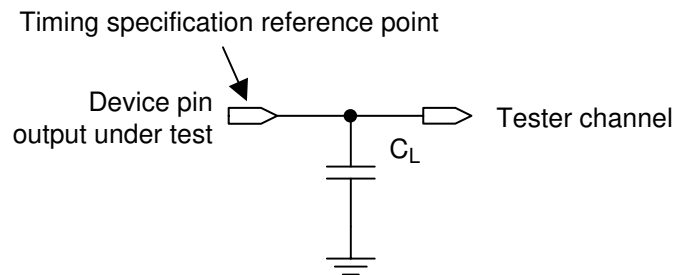 Timing specification reference point
Device pin
output under test
Tester channel
CL